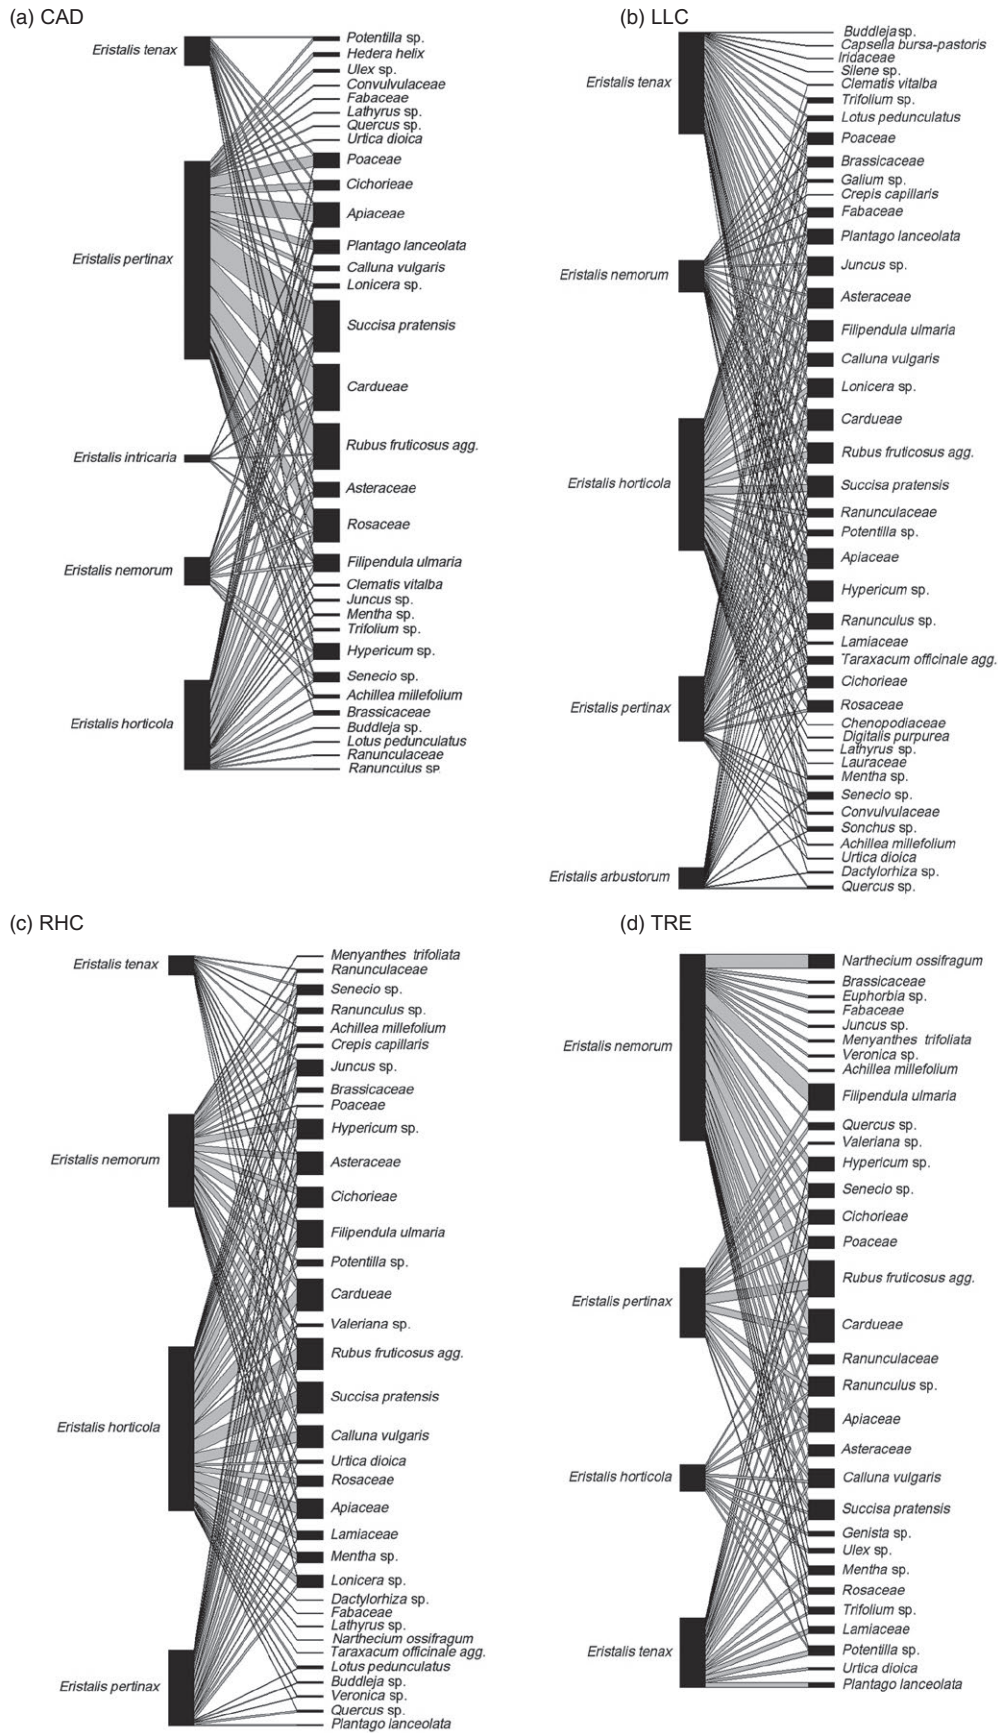 (a) CAD
Eristalis tenax
Eristalis pertinax
Eristalis intricaria
Eristalis nemorum
Eristalis horticola
Potentilla sp.
Hedera helix
Ulex sp.
Convulvulaceae
Fabaceae
Lathyrus sp.
Quercus sp.
Urtica dioica
Poaceae
Cichorieae
Apiaceae
Plantago lanceolata
Calluna vulgaris
Lonicera sp.
Succisa pratensis
Cardueae
Rubus fruticosus agg.
Asteraceae
Rosaceae
Filipendula ulmaria
Clematis vitalba
Juncus sp.
Mentha sp.
Trifolium sp.
Hypericum sp.
Senecio sp.
Achillea millefolium
Brassicaceae
Buddleja sp.
Lotus pedunculatus
Ranunculaceae
Ranunculus sp.
(b) LLC
Eristalis tenax
Eristalis nemorum
Eristalis horticola
Eristalis pertinax
Eristalis arbustorum
Buddleja sp.
Capsella bursa-pastoris
Iridaceae
Silene sp.
Clematis vitalba
Trifolium sp.
Lotus pedunculatus
Poaceae
Brassicaceae
Galium sp.
Crepis capillaris
Fabaceae
Plantago lanceolata
Juncus sp.
Asteraceae
Filipendula ulmaria
Calluna vulgaris
Lonicera sp.
Cardueae
Rubus fruticosus agg.
Succisa pratensis
Ranunculaceae
Potentilla sp.
Apiaceae
Hypericum sp.
Ranunculus sp.
Lamiaceae
Taraxacum officinale agg.
Cichorieae
Rosaceae
Chenopodiaceae
Digitalis purpurea
Lathyrus sp.
Lauraceae
Mentha sp.
Senecio sp.
Convulvulaceae
Sonchus sp.
Achillea millefolium
Urtica dioica
Dactylorhiza sp.
Quercus sp.
(c) RHC
Eristalis tenax
Eristalis nemorum
Eristalis horticola
Eristalis pertinax
Menyanthes trifoliata
Ranunculaceae
Senecio sp.
Ranunculus sp.
Achillea millefolium
Crepis capillaris
Juncus sp.
Brassicaceae
Poaceae
Hypericum sp.
Asteraceae
Cichorieae
Filipendula ulmaria
Potentilla sp.
Cardueae
Valeriana sp.
Rubus fruticosus agg.
Succisa pratensis
Calluna vulgaris
Urtica dioica
Rosaceae
Apiaceae
Lamiaceae
Mentha sp.
Lonicera sp.
Dactylorhiza sp.
Fabaceae
Lathyrus sp.
Narthecium ossifragum
Taraxacum officinale agg.
Lotus pedunculatus
Buddleja sp.
Veronica sp.
Quercus sp.
Plantago lanceolata
(d) TRE
Eristalis nemorum
Eristalis pertinax
Eristalis horticola
Eristalis tenax
Narthecium ossifragum
Brassicaceae
Euphorbia sp.
Fabaceae
Juncus sp.
Menyanthes trifoliata
Veronica sp.
Achillea millefolium
Filipendula ulmaria
Quercus sp.
Valeriana sp.
Hypericum sp.
Senecio sp.
Cichorieae
Poaceae
Rubus fruticosus agg.
Cardueae
Ranunculaceae
Ranunculus sp.
Apiaceae
Asteraceae
Calluna vulgaris
Succisa pratensis
Genista sp.
Ulex sp.
Mentha sp.
Rosaceae
Trifolium sp.
Lamiaceae
Potentilla sp.
Urtica dioica
Plantago lanceolata